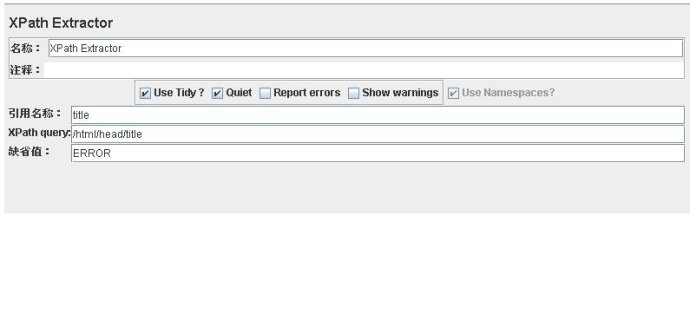 XPath Extractor
名称： XPath Extractor
注释：
Use Tidy ? Quiet Report errors Show warnings Use Namespaces?
引用名称： title
XPath query: /html/head/title
缺省值： ERROR